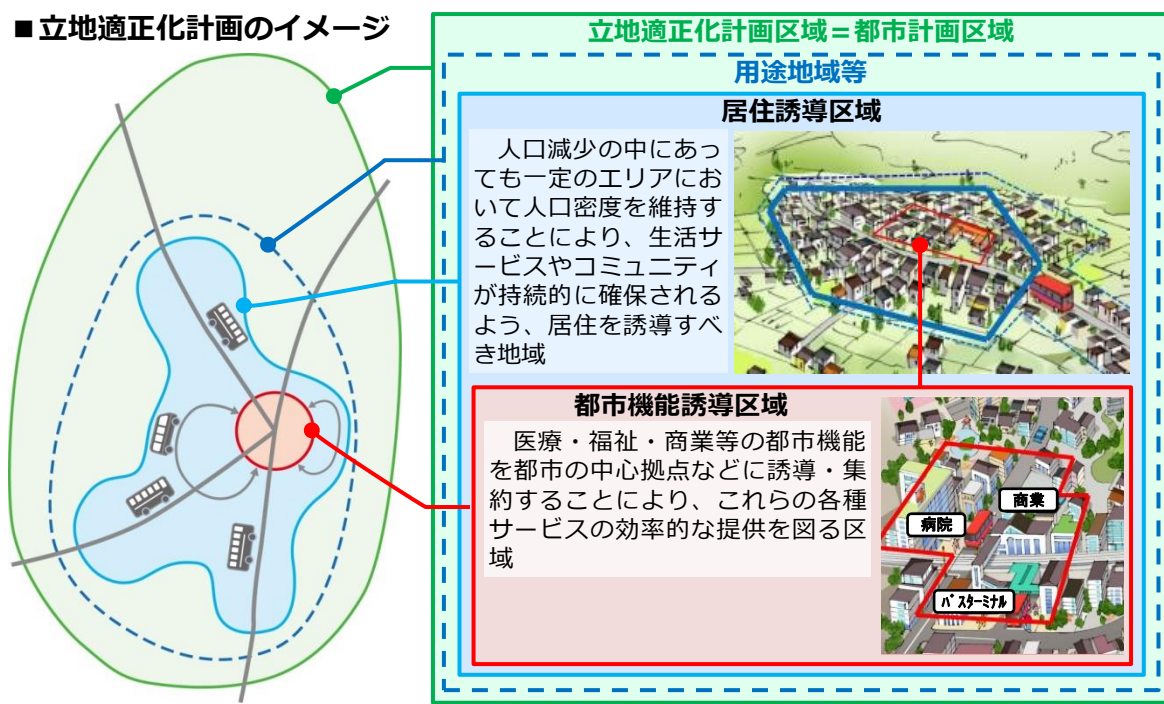 ■立地適正化計画のイメージ
立地適正化計画区域＝都市計画区域
用途地域等
居住誘導区域
　人口減少の中にあっ
ても一定のエリアにお
いて人口密度を維持す
ることにより、生活サ
ービスやコミュニティ
が持続的に確保される
よう、居住を誘導すべ
き地域
都市機能誘導区域
　医療・福祉・商業等の都市機能
を都市の中心拠点などに誘導・集
約することにより、これらの各種
サービスの効率的な提供を図る区
域
商業
病院
ﾊﾞｽﾀｰﾐﾅﾙ